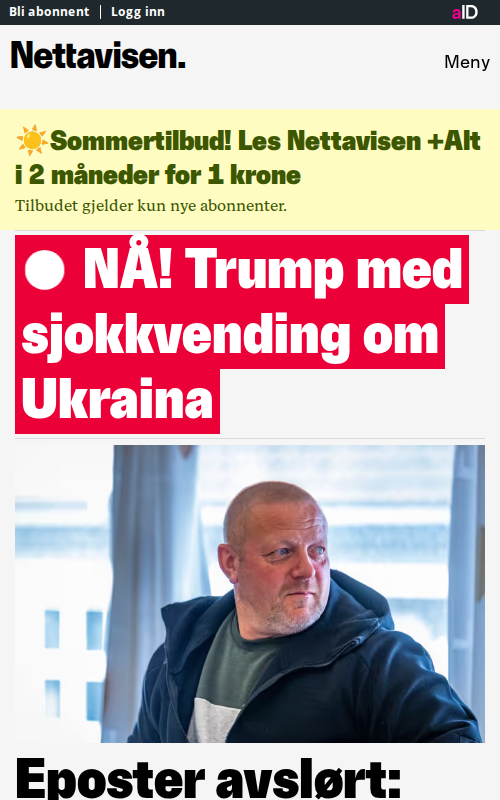 Bli abonnent | Logg inn
aID
Nettavisen.
Meny
☀️Sommertilbud! Les Nettavisen +Alt
i 2 måneder for 1 krone
Tilbudet gjelder kun nye abonnenter.
NÅ! Trump med
sjokkvending om
Ukraina
Eposter avslørt: